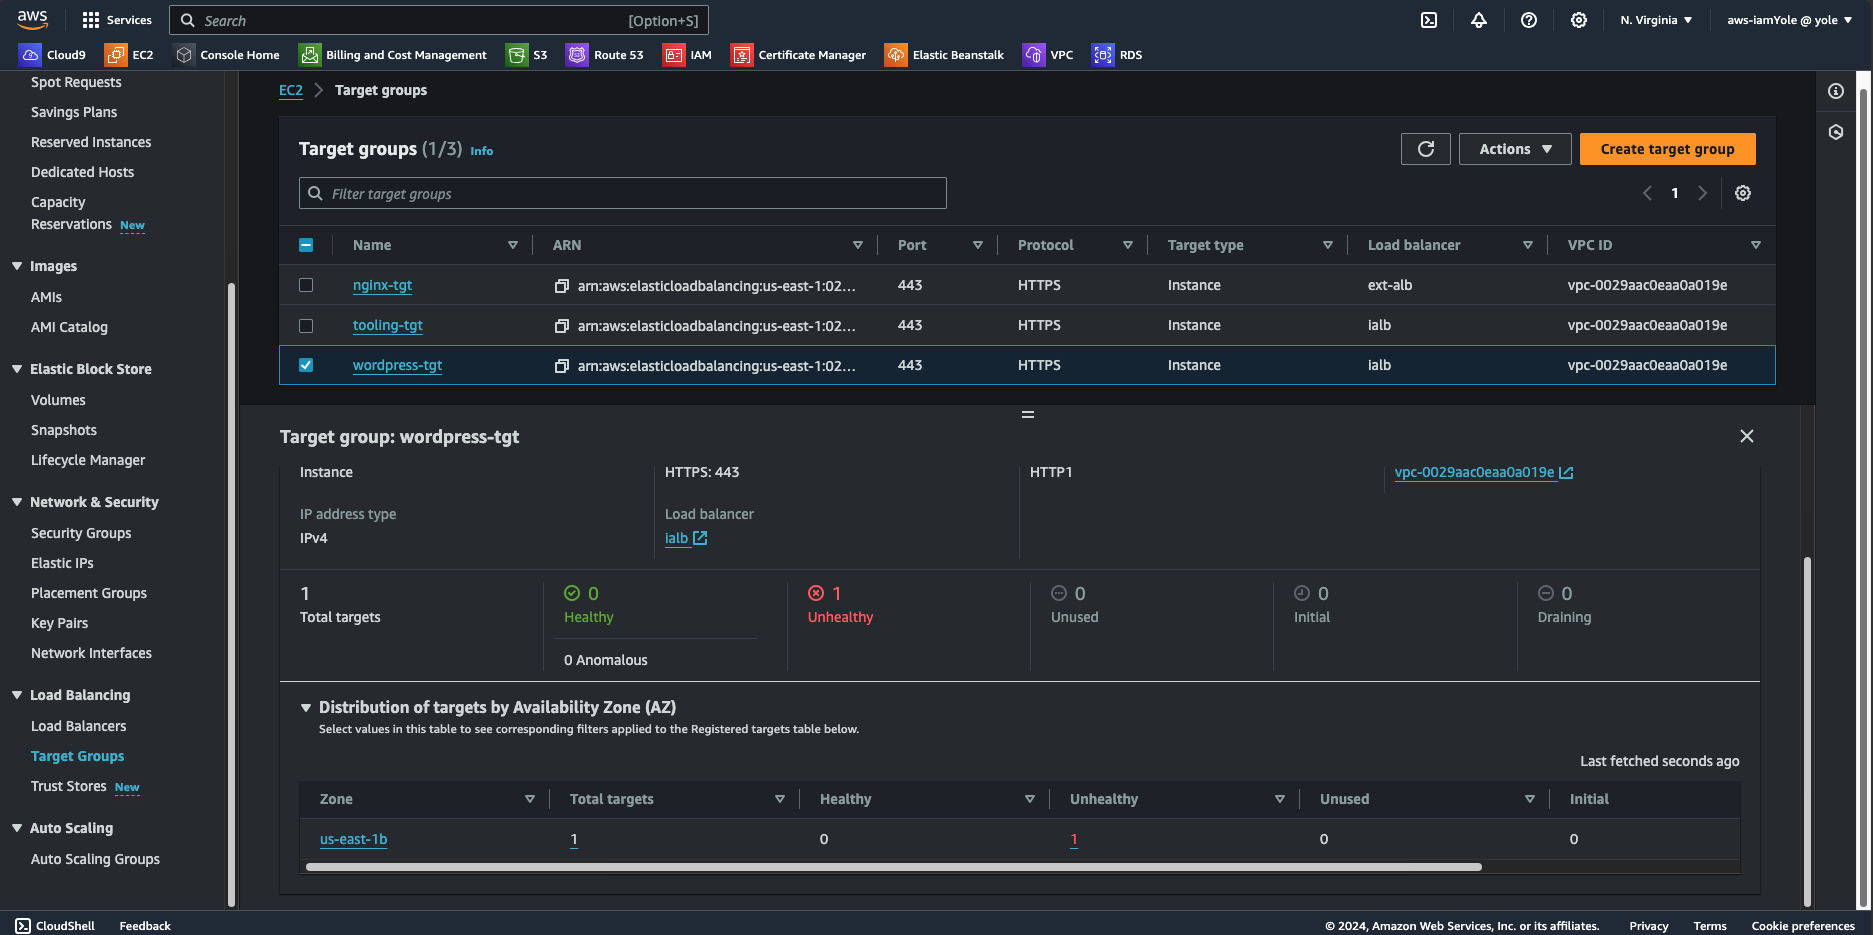 aws
Services
Search
[Option+S]
N. Virginia
aws-iamYole @ yole
Cloud9
EC2
Console Home
Billing and Cost Management
S3
Route 53
IAM
Certificate Manager
Elastic Beanstalk
VPC
RDS
Spot Requests
Savings Plans
Reserved Instances
Dedicated Hosts
Capacity
Reservations New
Images
AMIs
AMI Catalog
Elastic Block Store
Volumes
Snapshots
Lifecycle Manager
Network & Security
Security Groups
Elastic IPs
Placement Groups
Key Pairs
Network Interfaces
Load Balancing
Load Balancers
Target Groups
Trust Stores New
Auto Scaling
Auto Scaling Groups
EC2 Target groups
Target groups (1/3) Info
Actions
Create target group
Filter target groups
1
Name ARN Port Protocol Target type Load balancer VPC ID
nginx-tgt arn:aws:elasticloadbalancing:us-east-1:02... 443 HTTPS Instance ext-alb vpc-0029aac0eaa0a019e
tooling-tgt arn:aws:elasticloadbalancing:us-east-1:02... 443 HTTPS Instance ialb vpc-0029aac0eaa0a019e
wordpress-tgt arn:aws:elasticloadbalancing:us-east-1:02... 443 HTTPS Instance ialb vpc-0029aac0eaa0a019e
Target group: wordpress-tgt
Instance HTTPS: 443 HTTP1 vpc-0029aac0eaa0a019e
IP address type Load balancer
IPv4 ialb
1 0 1 0 0 0
Total targets Healthy Unhealthy Unused Initial Draining
0 Anomalous
Distribution of targets by Availability Zone (AZ)
Select values in this table to see corresponding filters applied to the Registered targets table below.
Last fetched seconds ago
Zone Total targets Healthy Unhealthy Unused Initial
us-east-1b 1 0 1 0 0
CloudShell Feedback © 2024, Amazon Web Services, Inc. or its affiliates. Privacy Terms Cookie preferences